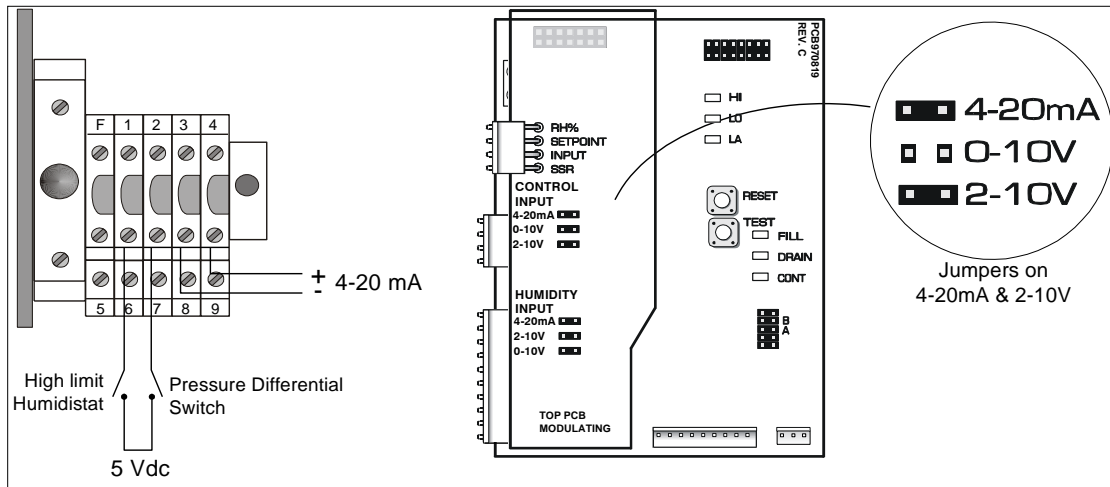 F 1 2 3 4
5 6 7 8 9
+
- 4-20 mA
High limit
Humidistat
Pressure Differential
Switch
5 Vdc
PCB970819
REV. C
HI
LO
LA
RH%
SETPOINT
INPUT
SSR
CONTROL
INPUT
4-20mA
0-10V
2-10V
RESET
TEST
FILL
DRAIN
CONT
HUMIDITY
INPUT
4-20mA
2-10V
0-10V
B
A
TOP PCB
MODULATING
4-20mA
0-10V
2-10V
Jumpers on
4-20mA & 2-10V